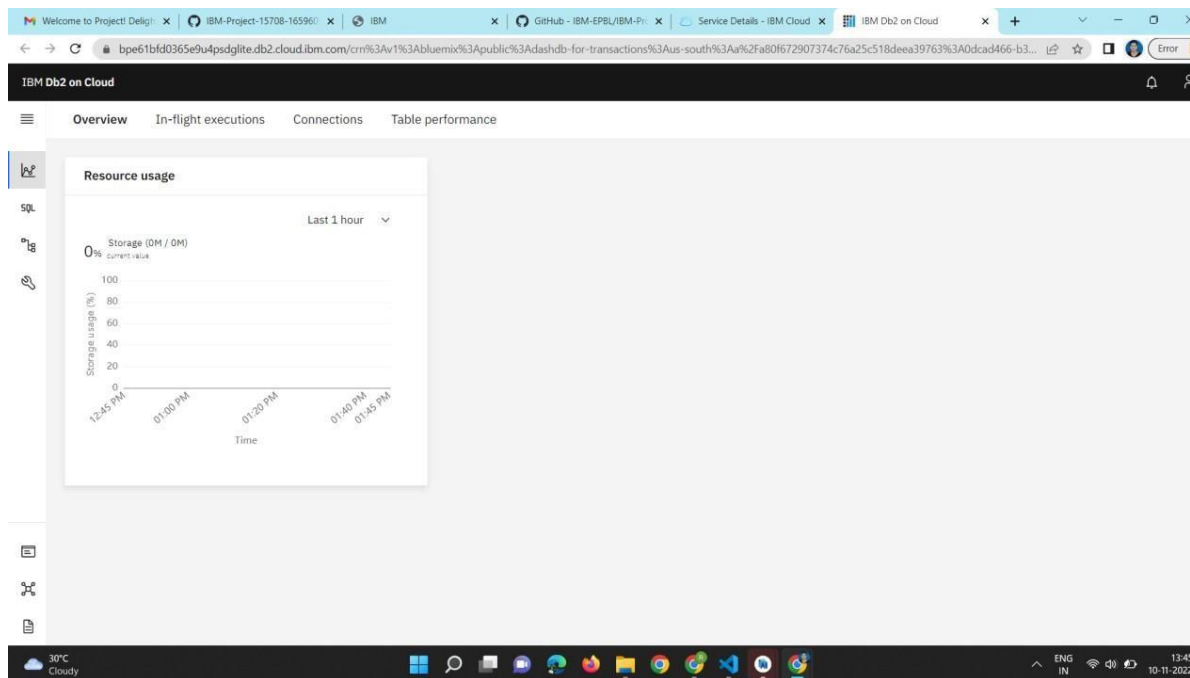 Welcome to Project! Deligh
IBM-Project-15708-165960
IBM
GitHub - IBM-EPBL/IBM-Pro
Service Details - IBM Cloud
IBM Db2 on Cloud
bpe61bfd0365e9u4psdglite.db2.cloud.ibm.com/crn%3Av1%3Abluemix%3Apublic%3Adashdb-for-transactions%3Aus-south%3Aa%2Fa80f672907374c76a25c518deea39763%3A0dcad466-b3...
Error
IBM Db2 on Cloud
Overview
In-flight executions
Connections
Table performance
Resource usage
SQL
Last 1 hour
0% Storage (0M / 0M)
Current value
100
80
60
40
20
0
Storage usage (%)
12:45 PM
01:00 PM
01:20 PM
01:40 PM
01:45 PM
Time
30°C
Cloudy
ENG
IN
13:45
10-11-2022